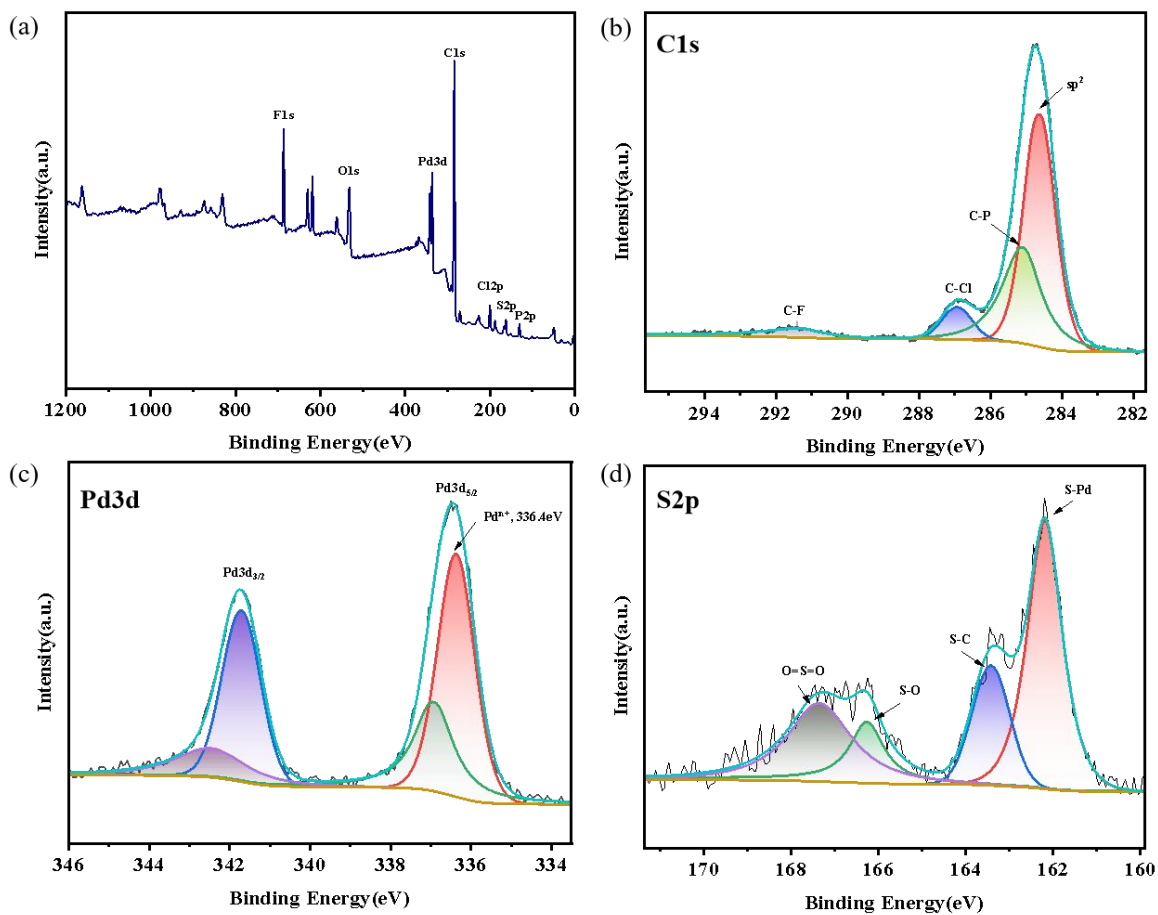 (a)
C1s
F1s
O1s
Pd3d
Cl2p
S2p
P2p
Intensity(a.u.)
1200 1000 800 600 400 200 0
Binding Energy(eV)
(b)
C1s
sp²
C-P
C-Cl
C-F
Intensity(a.u.)
294 292 290 288 286 284 282
Binding Energy(eV)
(c)
Pd3d
Pd3d₅/₂
Pdⁿ⁺, 336.4eV
Pd3d₃/₂
Intensity(a.u.)
346 344 342 340 338 336 334
Binding Energy(eV)
(d)
S2p
S-Pd
S-C
O=S=O
S-O
Intensity(a.u.)
170 168 166 164 162 160
Binding Energy(eV)